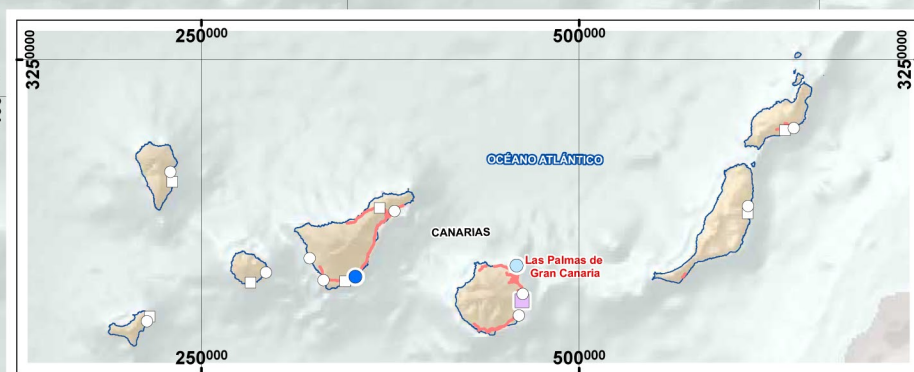 250000
500000
3250000
3250000
OCÉANO ATLÁNTICO
CANARIAS
Las Palmas de
Gran Canaria
250000
500000